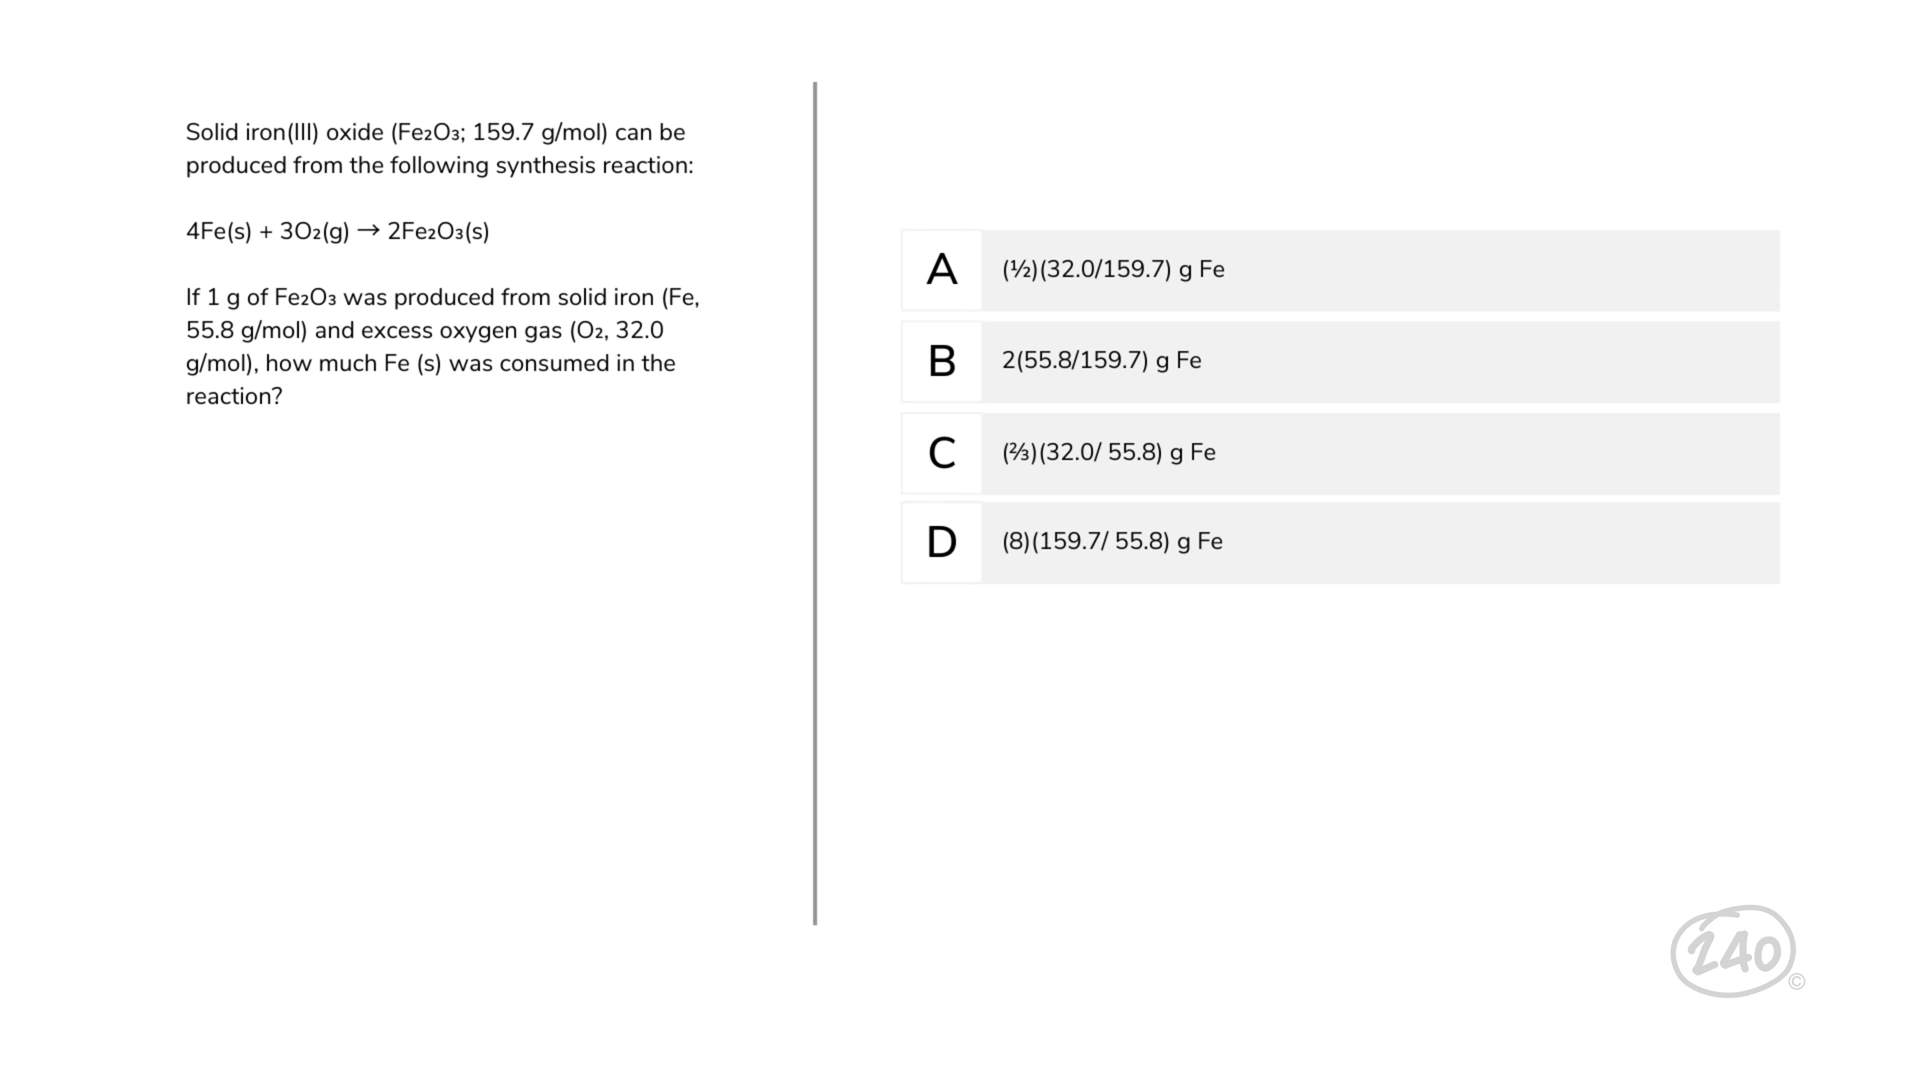 Solid iron(III) oxide (Fe₂O₃; 159.7 g/mol) can be
produced from the following synthesis reaction:
4Fe(s) + 3O₂(g) → 2Fe₂O₃(s)
If 1 g of Fe₂O₃ was produced from solid iron (Fe,
55.8 g/mol) and excess oxygen gas (O₂, 32.0
g/mol), how much Fe (s) was consumed in the
reaction?
A (½)(32.0/159.7) g Fe
B 2(55.8/159.7) g Fe
C (⅔)(32.0/ 55.8) g Fe
D (8)(159.7/ 55.8) g Fe
240 ©